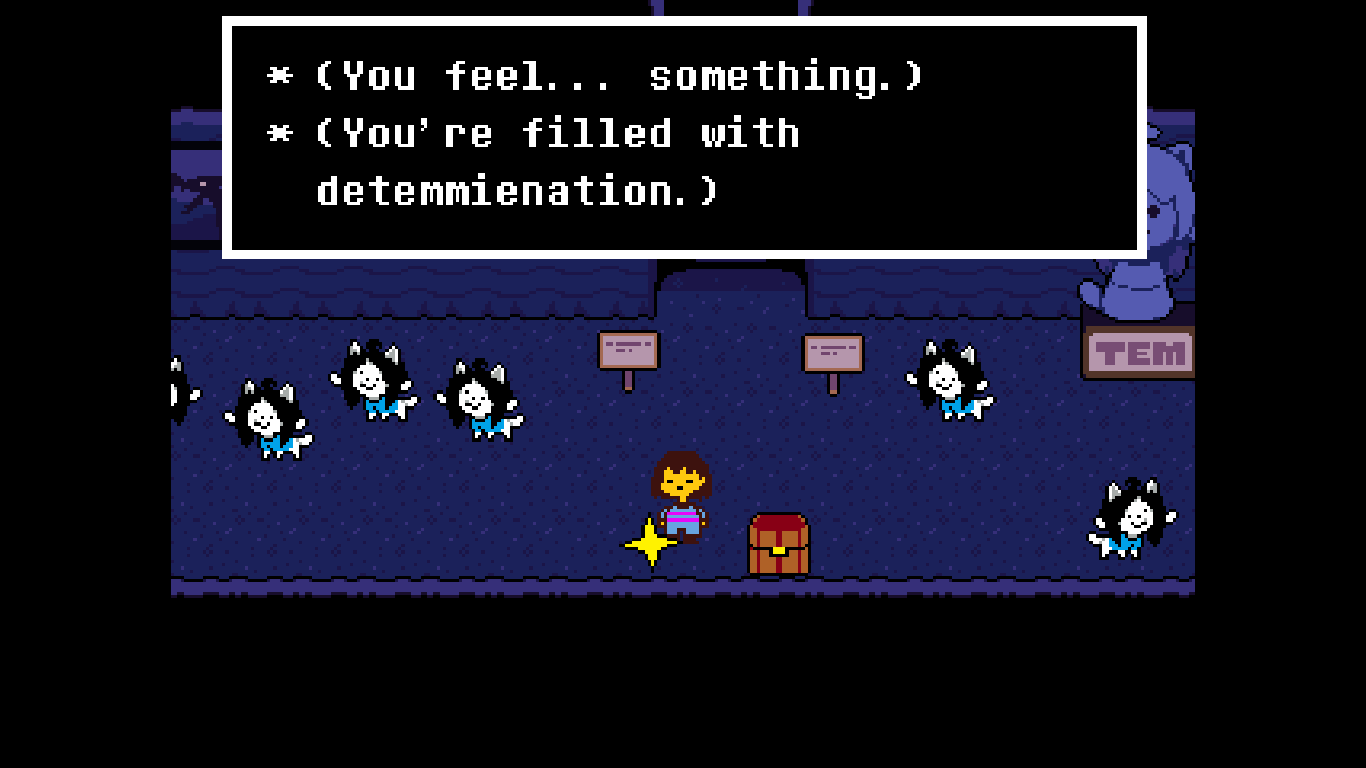 * (You feel... something.)
* (You're filled with
detemmienation.)
TEM